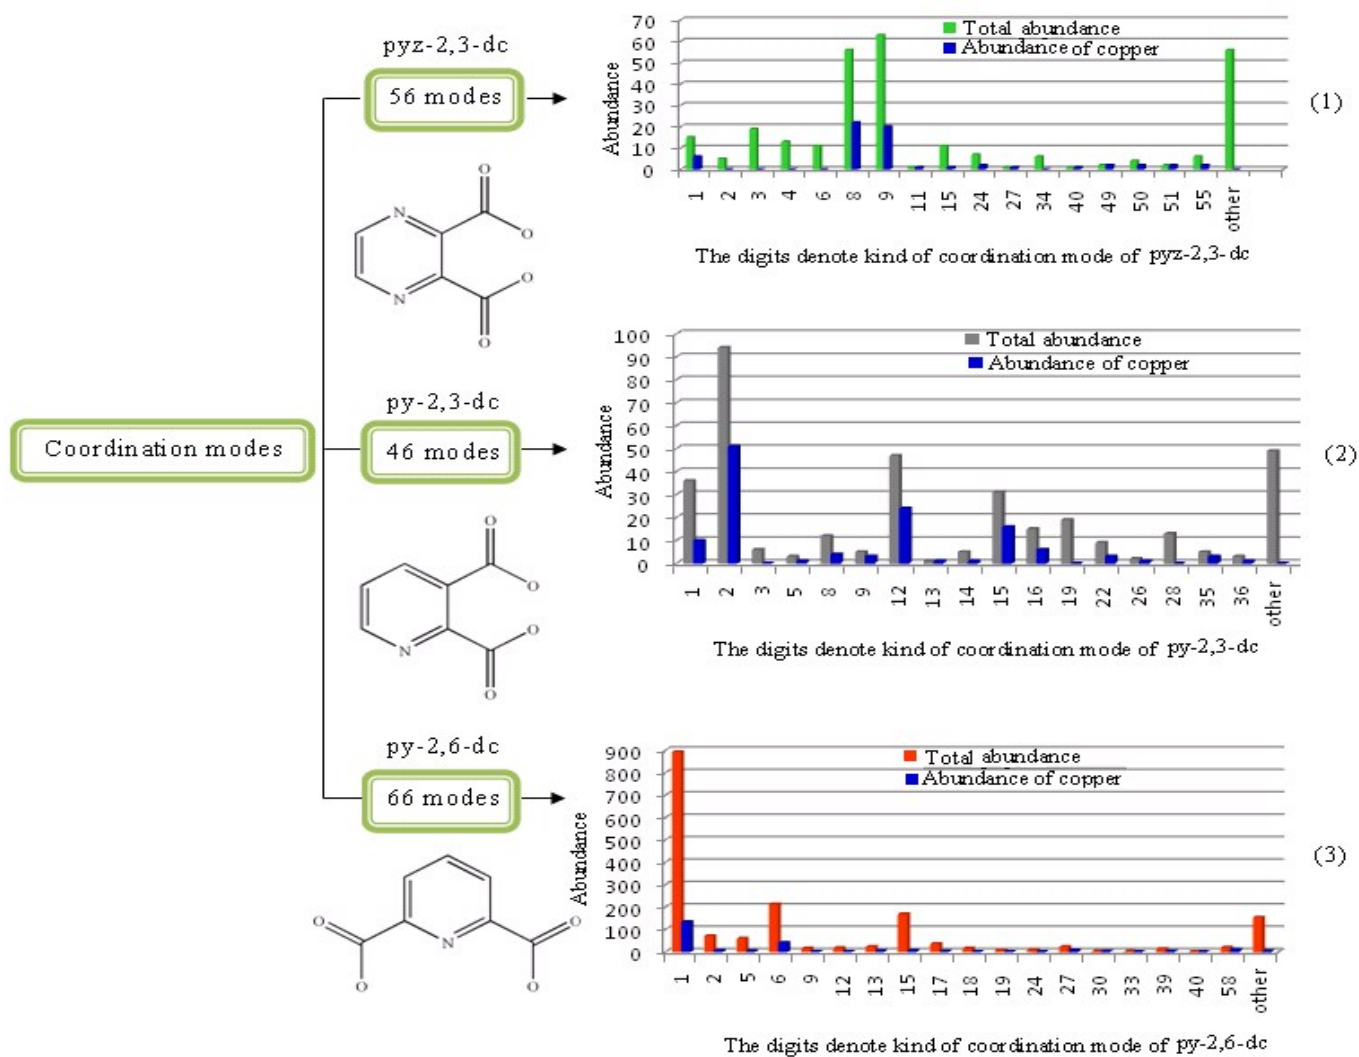 Coordination modes
pyz-2,3-dc
56 modes
N
N
O
O
O
O
70
60
50
40
30
20
10
0
Abundance
Total abundance
Abundance of copper
1 2 3 4 6 8 9 11 15 24 27 34 40 49 50 51 55 other
The digits denote kind of coordination mode of pyz-2,3-dc
(1)
py-2,3-dc
46 modes
N
O
O
O
O
100
90
80
70
60
50
40
30
20
10
0
Abundance
Total abundance
Abundance of copper
1 2 3 5 8 9 12 13 14 15 16 19 22 26 28 35 36 other
The digits denote kind of coordination mode of py-2,3-dc
(2)
py-2,6-dc
66 modes
O
O
N
O
O
900
800
700
600
500
400
300
200
100
0
Abundance
Total abundance
Abundance of copper
1 2 5 6 9 12 13 15 17 18 19 24 27 30 33 39 40 58 other
The digits denote kind of coordination mode of py-2,6-dc
(3)